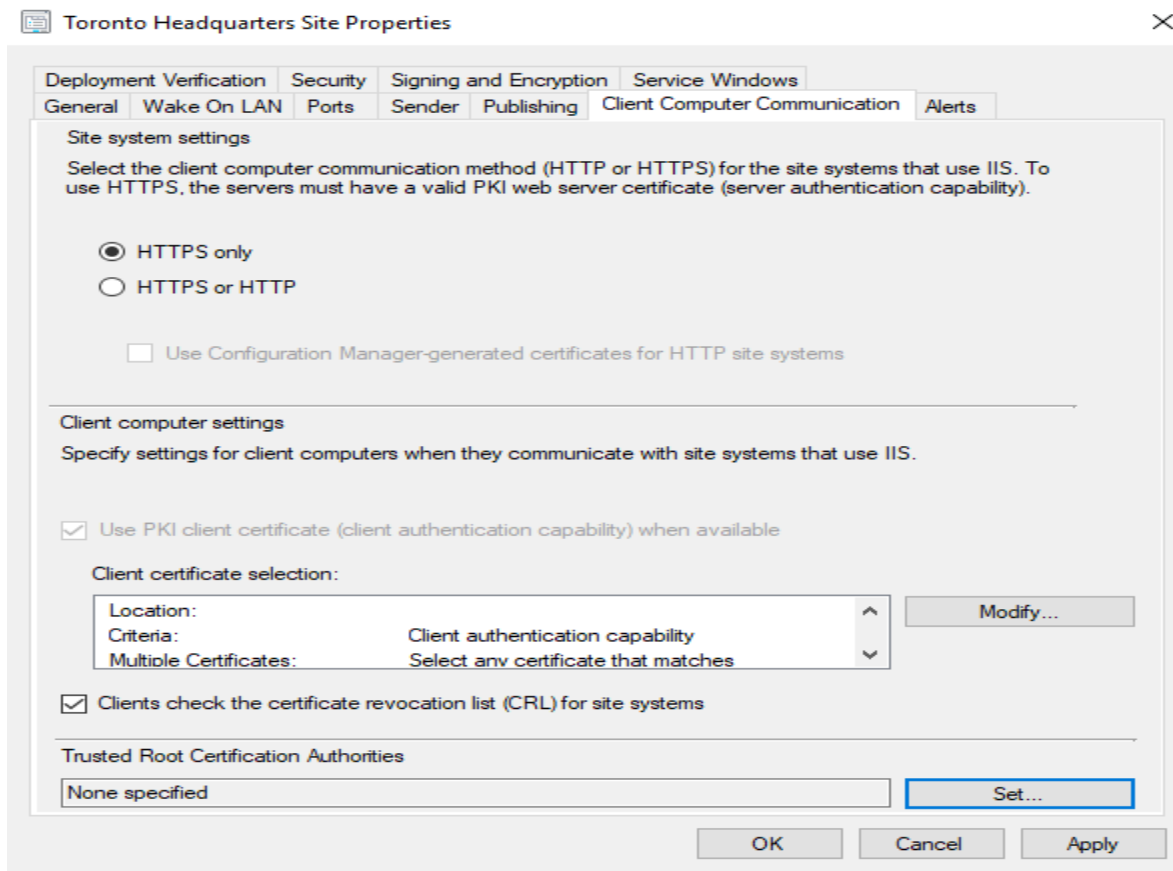 Toronto Headquarters Site Properties
Deployment Verification Security Signing and Encryption Service Windows
General Wake On LAN Ports Sender Publishing Client Computer Communication Alerts
Site system settings
Select the client computer communication method (HTTP or HTTPS) for the site systems that use IIS. To
use HTTPS, the servers must have a valid PKI web server certificate (server authentication capability).
HTTPS only
HTTPS or HTTP
Use Configuration Manager-generated certificates for HTTP site systems
Client computer settings
Specify settings for client computers when they communicate with site systems that use IIS.
Use PKI client certificate (client authentication capability) when available
Client certificate selection:
Location:
Modify...
Criteria: Client authentication capability
Multiple Certificates: Select any certificate that matches
Clients check the certificate revocation list (CRL) for site systems
Trusted Root Certification Authorities
None specified Set...
OK Cancel Apply